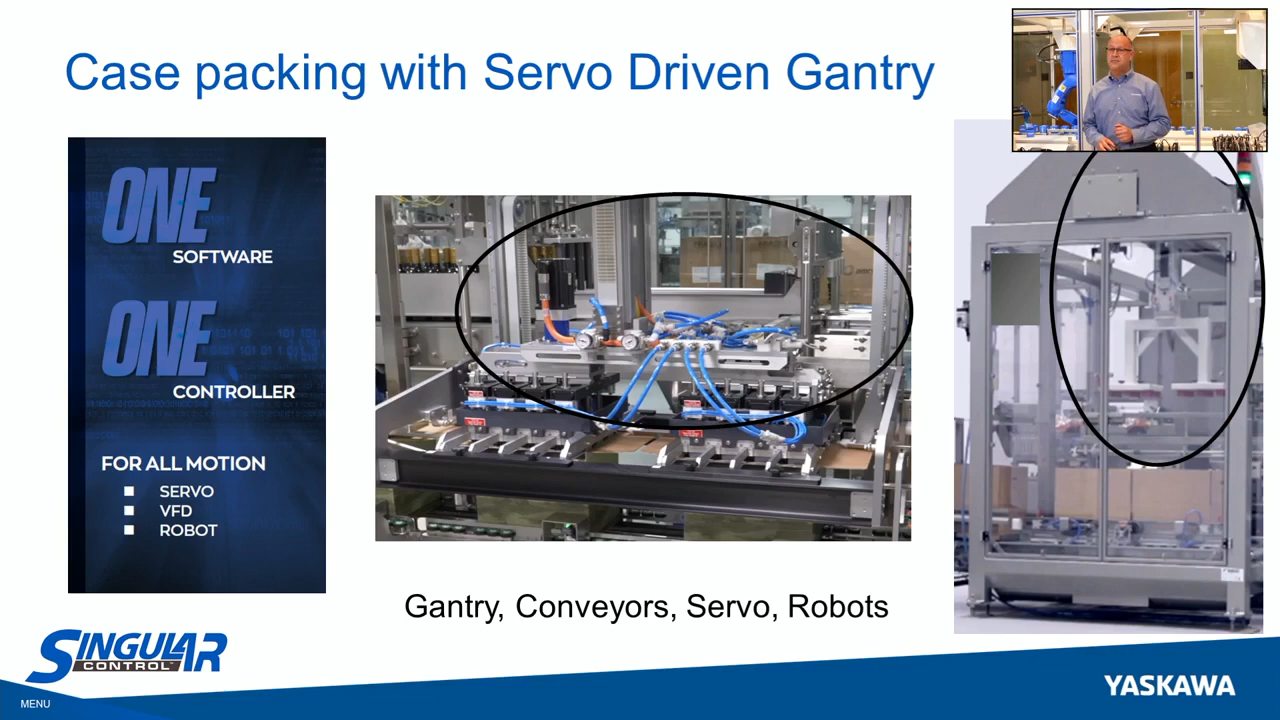 Case packing with Servo Driven Gantry
ONE
SOFTWARE
ONE
CONTROLLER
FOR ALL MOTION
SERVO
VFD
ROBOT
Gantry, Conveyors, Servo, Robots
SINGULAR
CONTROL
MENU
YASKAWA